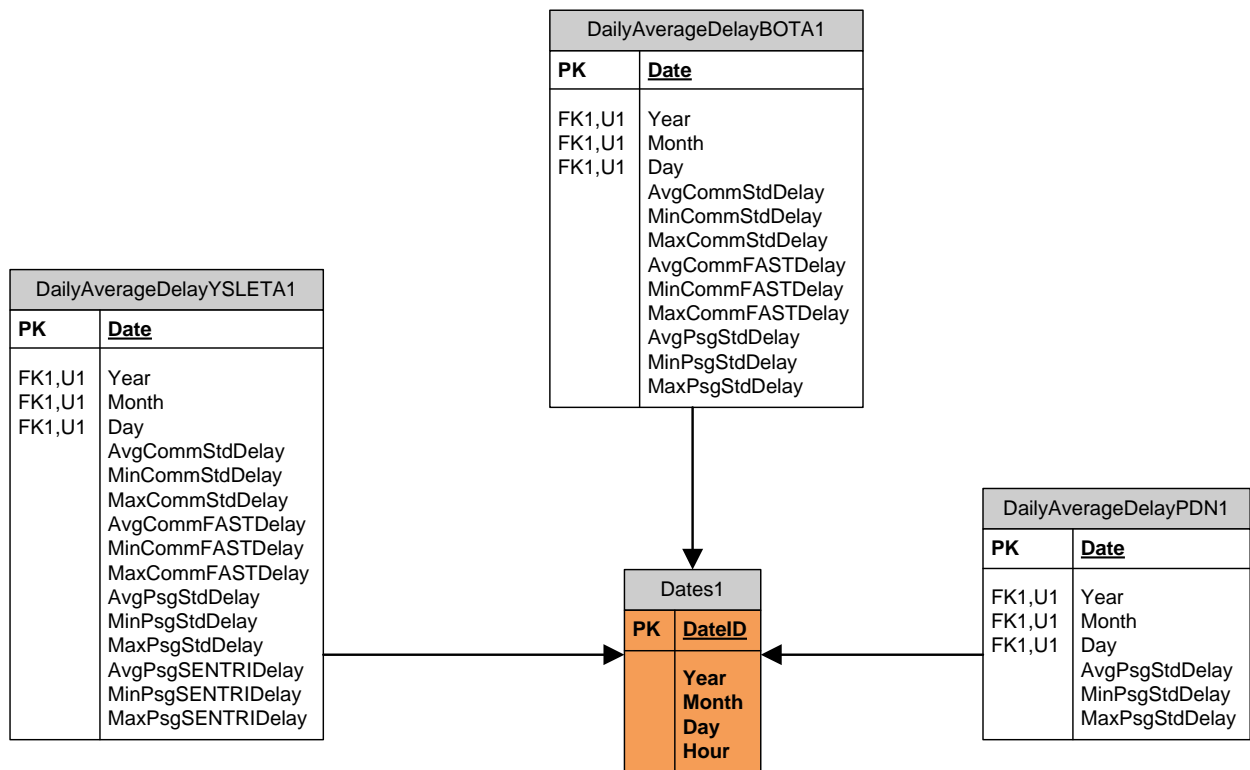 DailyAverageDelayBOTA1
PK Date
FK1,U1 Year
FK1,U1 Month
FK1,U1 Day
AvgCommStdDelay
MinCommStdDelay
MaxCommStdDelay
AvgCommFASTDelay
MinCommFASTDelay
MaxCommFASTDelay
AvgPsgStdDelay
MinPsgStdDelay
MaxPsgStdDelay
DailyAverageDelayYSLETA1
PK Date
FK1,U1 Year
FK1,U1 Month
FK1,U1 Day
AvgCommStdDelay
MinCommStdDelay
MaxCommStdDelay
AvgCommFASTDelay
MinCommFASTDelay
MaxCommFASTDelay
AvgPsgStdDelay
MinPsgStdDelay
MaxPsgStdDelay
AvgPsgSENTRIDelay
MinPsgSENTRIDelay
MaxPsgSENTRIDelay
Dates1
PK DateID
Year
Month
Day
Hour
DailyAverageDelayPDN1
PK Date
FK1,U1 Year
FK1,U1 Month
FK1,U1 Day
AvgPsgStdDelay
MinPsgStdDelay
MaxPsgStdDelay